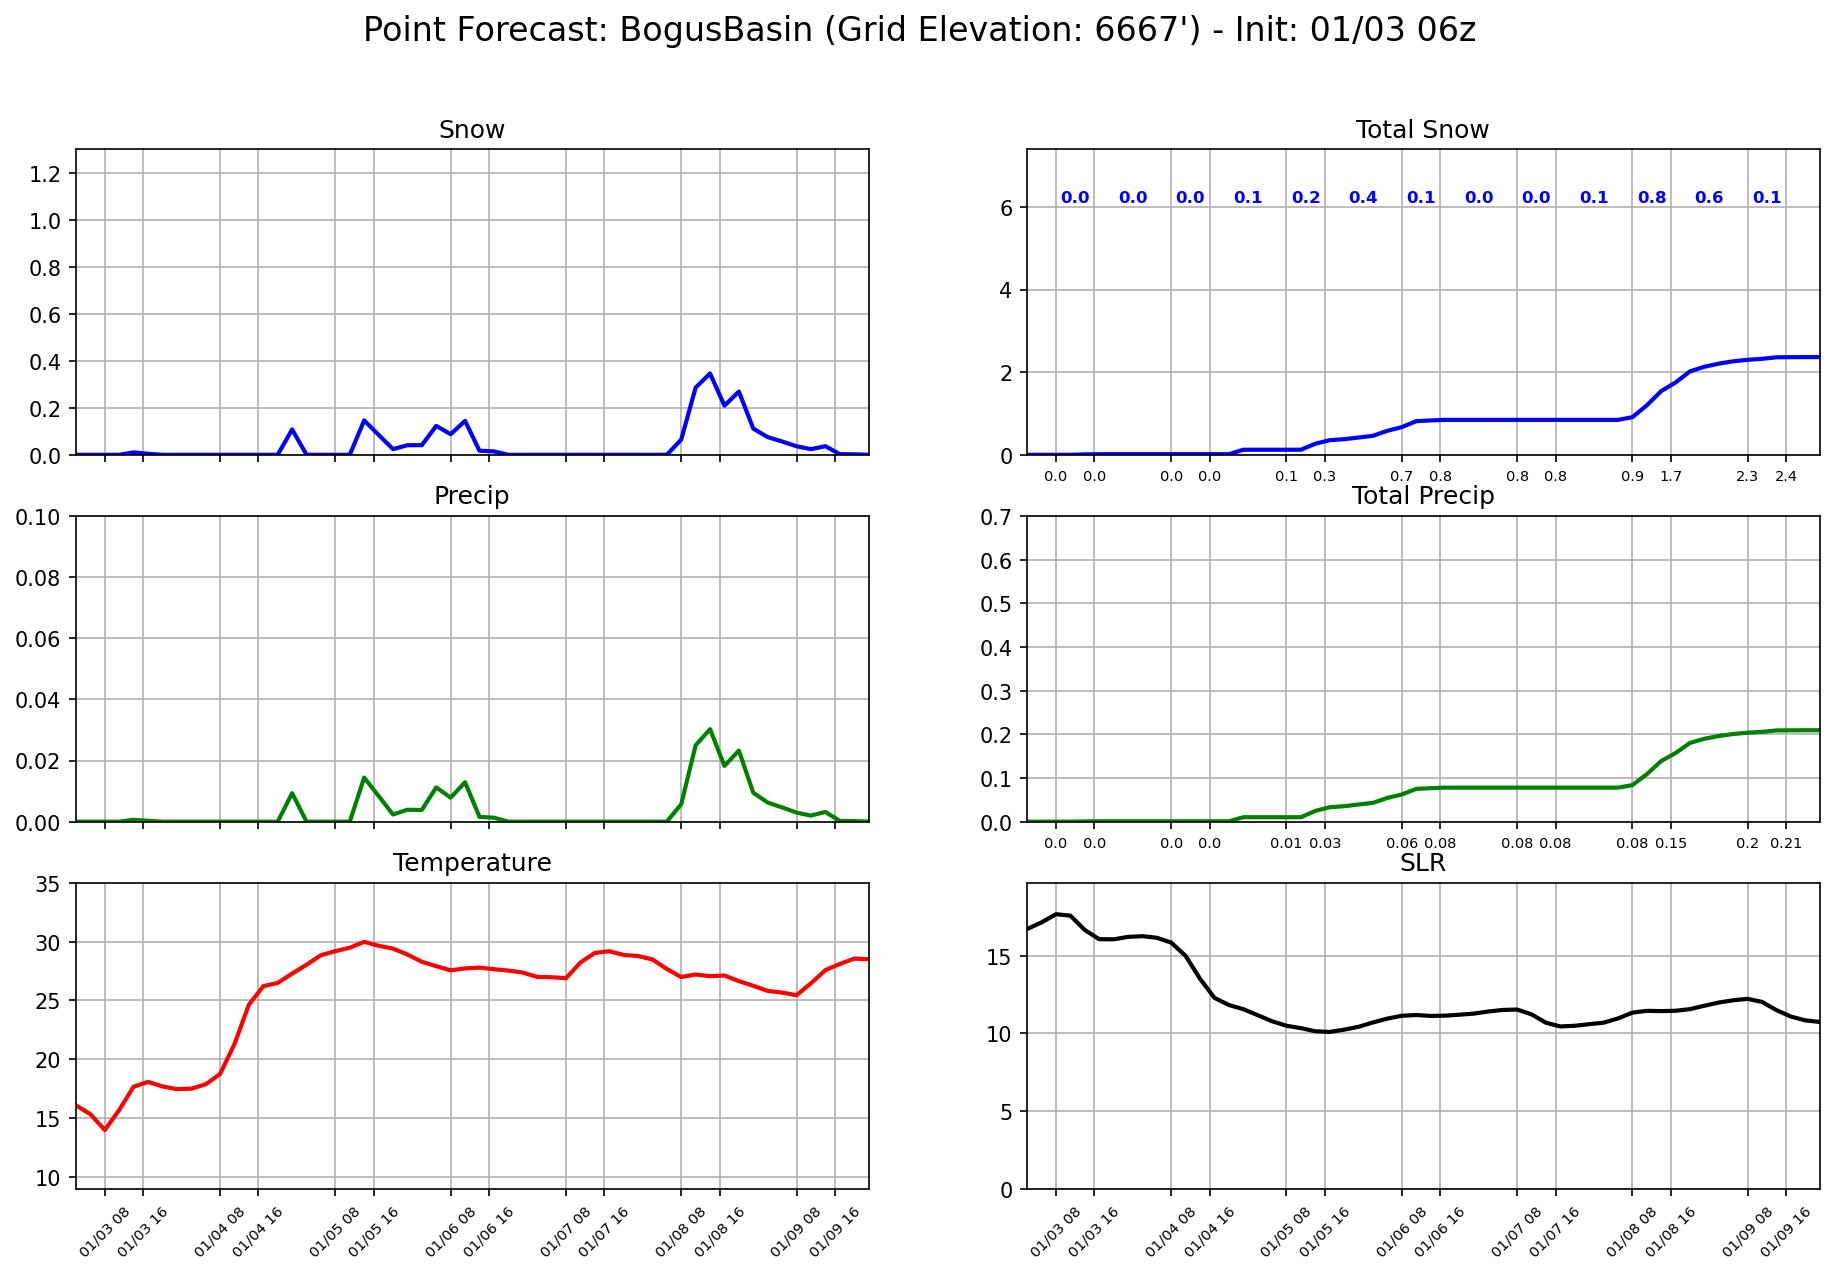 Point Forecast: BogusBasin (Grid Elevation: 6667') - Init: 01/03 06z
Snow
1.2
1.0
0.8
0.6
0.4
0.2
0.0
Total Snow
0.0 0.0 0.0 0.1 0.2 0.4 0.1 0.0 0.0 0.1 0.8 0.6 0.1
6
4
2
0
0.0 0.0 0.0 0.0 0.1 0.3 0.7 0.8 0.8 0.8 0.9 1.7 2.3 2.4
Precip
0.10
0.08
0.06
0.04
0.02
0.00
Total Precip
0.7
0.6
0.5
0.4
0.3
0.2
0.1
0.0
0.0 0.0 0.0 0.0 0.01 0.03 0.06 0.08 0.08 0.08 0.08 0.15 0.2 0.21
Temperature
35
30
25
20
15
10
01/03 08 01/03 16 01/04 08 01/04 16 01/05 08 01/05 16 01/06 08 01/06 16 01/07 08 01/07 16 01/08 08 01/08 16 01/09 08 01/09 16
SLR
15
10
5
0
01/03 08 01/03 16 01/04 08 01/04 16 01/05 08 01/05 16 01/06 08 01/06 16 01/07 08 01/07 16 01/08 08 01/08 16 01/09 08 01/09 16